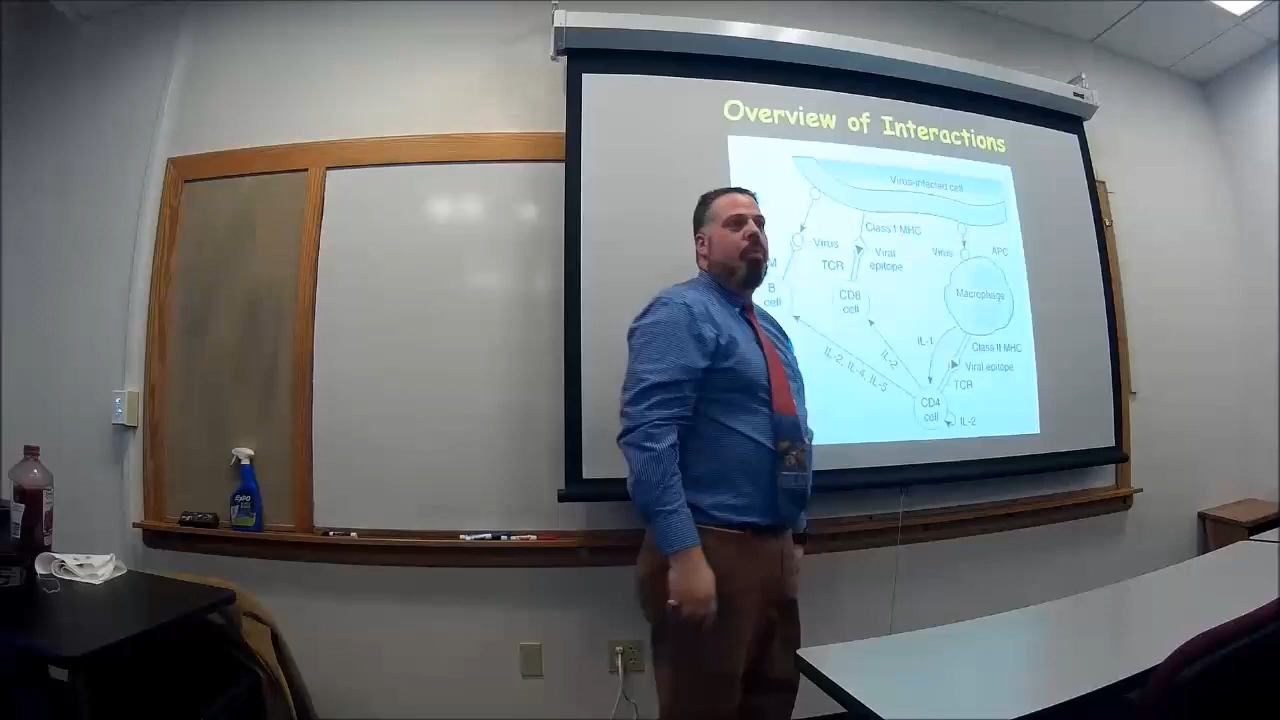 Overview of Interactions
Virus-infected cell
Class I MHC
Virus
Viral
epitope
TCR
Virus
APC
M
B
cell
CD8
cell
Macrophage
IL-1
Class II MHC
IL-2
IL-2, IL-4, IL-5
Viral epitope
TCR
CD4
cell
IL-2
EXPO